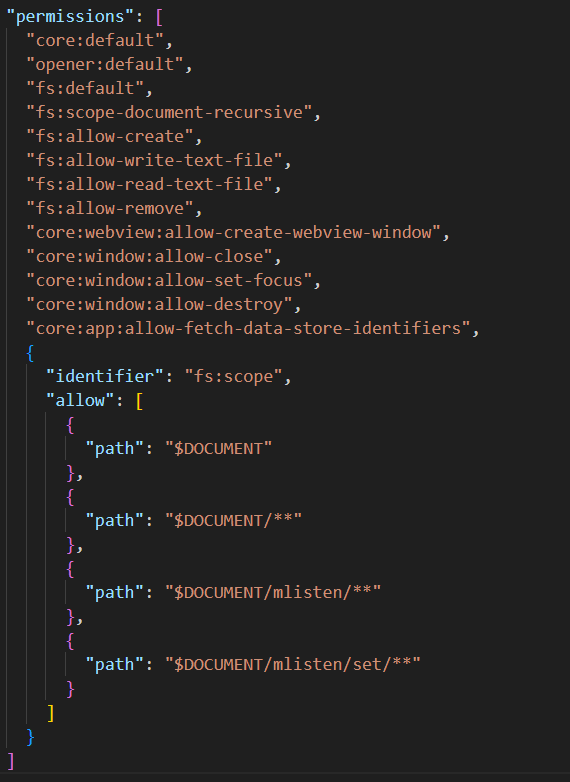 "permissions": [
"core:default",
"opener:default",
"fs:default",
"fs:scope-document-recursive",
"fs:allow-create",
"fs:allow-write-text-file",
"fs:allow-read-text-file",
"fs:allow-remove",
"core:webview:allow-create-webview-window",
"core:window:allow-close",
"core:window:allow-set-focus",
"core:window:allow-destroy",
"core:app:allow-fetch-data-store-identifiers",
{
"identifier": "fs:scope",
"allow": [
{
"path": "$DOCUMENT"
},
{
"path": "$DOCUMENT/**"
},
{
"path": "$DOCUMENT/mlisten/**"
},
{
"path": "$DOCUMENT/mlisten/set/**"
}
]
}
]